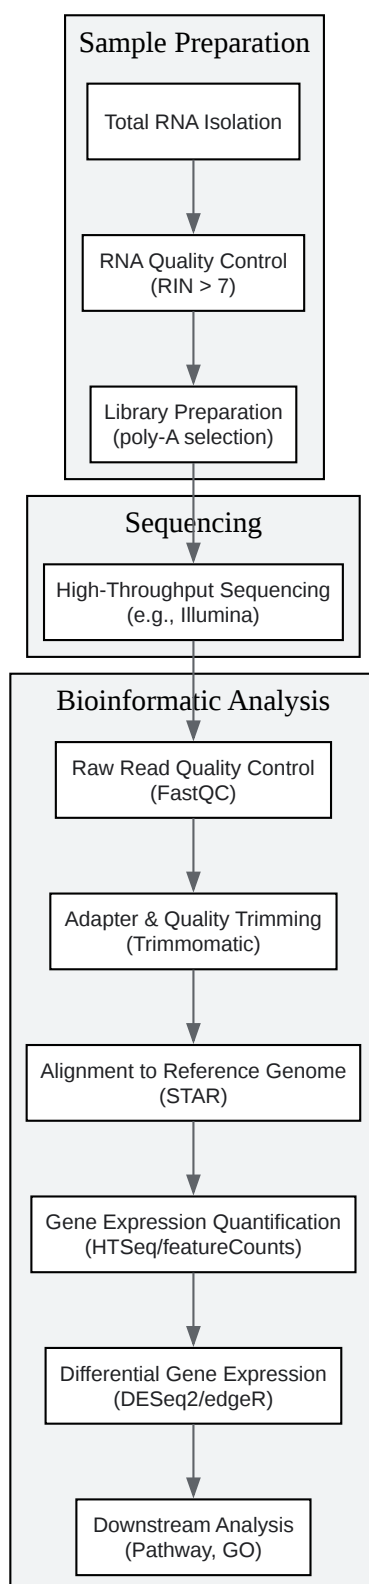 Sample Preparation
Total RNA Isolation
RNA Quality Control
(RIN > 7)
Library Preparation
(poly-A selection)
Sequencing
High-Throughput Sequencing
(e.g., Illumina)
Bioinformatic Analysis
Raw Read Quality Control
(FastQC)
Adapter & Quality Trimming
(Trimmomatic)
Alignment to Reference Genome
(STAR)
Gene Expression Quantification
(HTSeq/featureCounts)
Differential Gene Expression
(DESeq2/edgeR)
Downstream Analysis
(Pathway, GO)